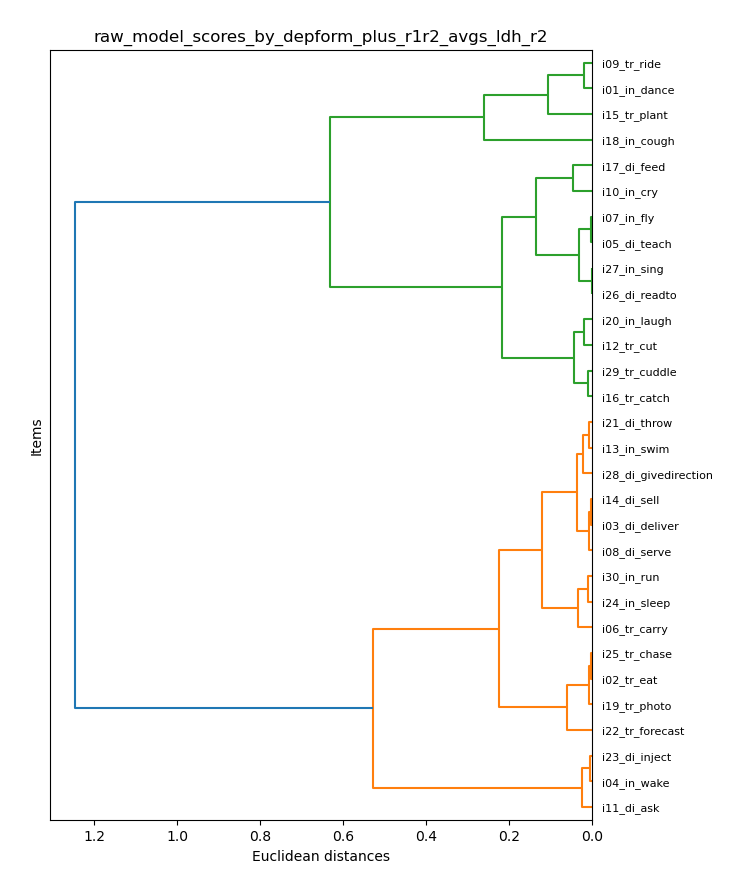 raw_model_scores_by_depform_plus_r1r2_avgs_ldh_r2
i09_tr_ride
i01_in_dance
i15_tr_plant
i18_in_cough
i17_di_feed
i10_in_cry
i07_in_fly
i05_di_teach
i27_in_sing
i26_di_readto
i20_in_laugh
i12_tr_cut
i29_tr_cuddle
i16_tr_catch
i21_di_throw
i13_in_swim
i28_di_givedirection
i14_di_sell
i03_di_deliver
i08_di_serve
i30_in_run
i24_in_sleep
i06_tr_carry
i25_tr_chase
i02_tr_eat
i19_tr_photo
i22_tr_forecast
i23_di_inject
i04_in_wake
i11_di_ask
Items
1.2 1.0 0.8 0.6 0.4 0.2 0.0
Euclidean distances